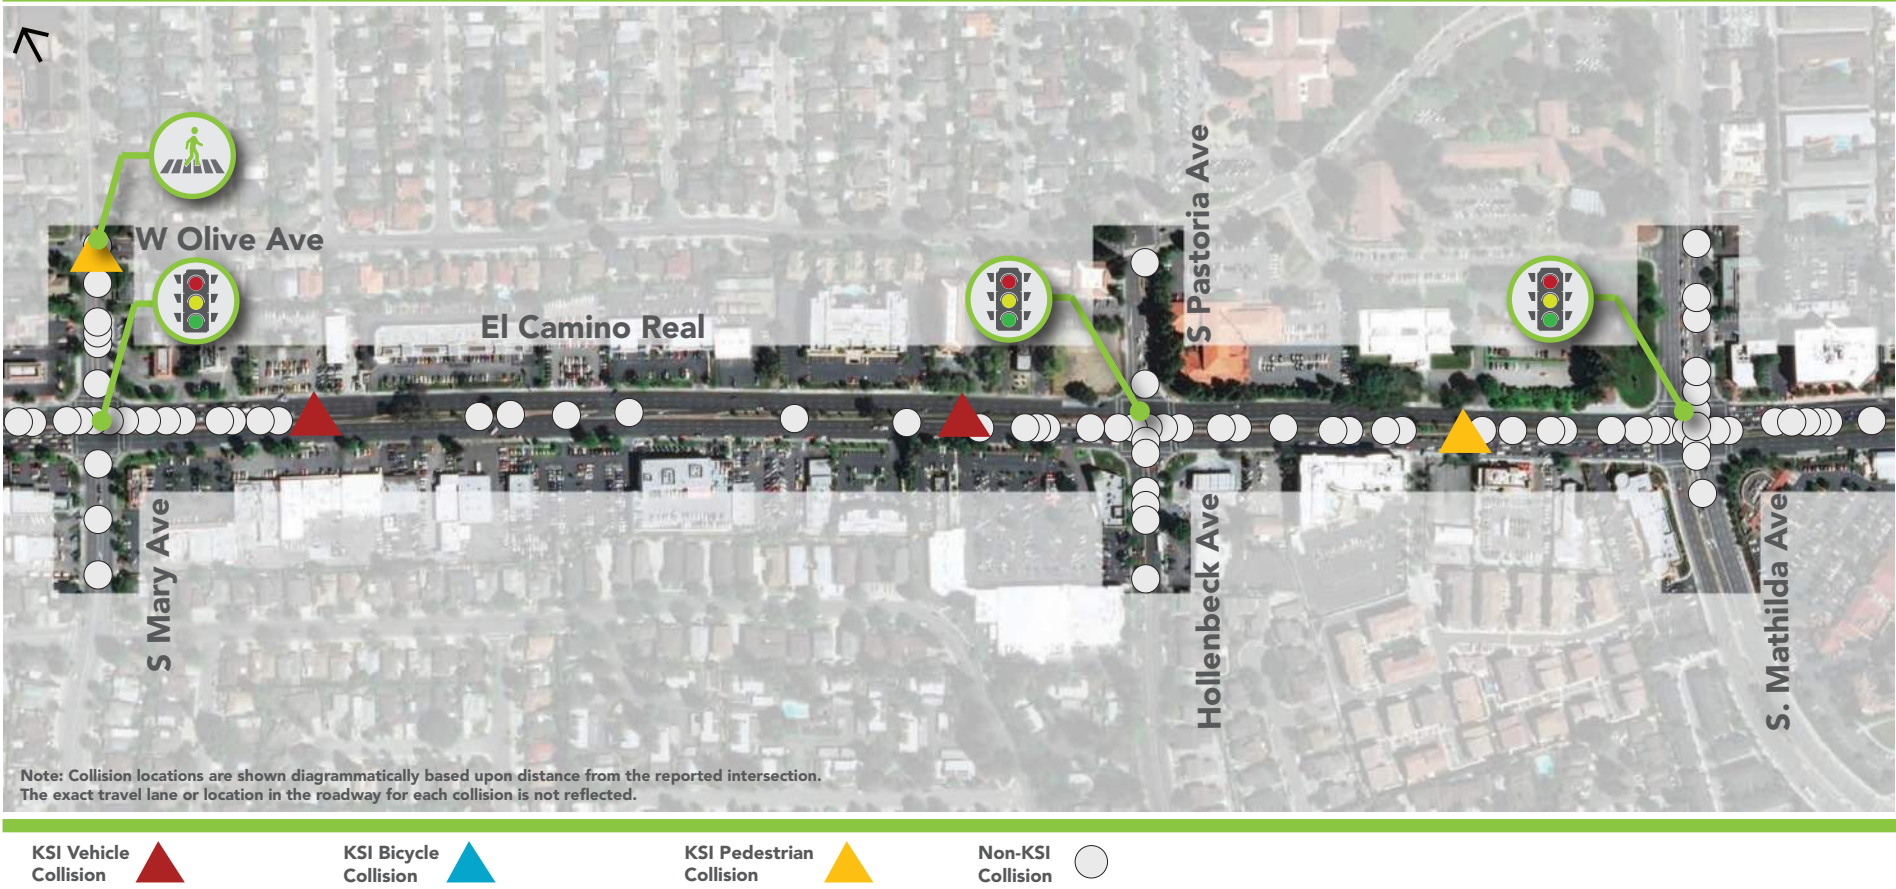 W Olive Ave
El Camino Real
S Pastoria Ave
S Mary Ave
Hollenbeck Ave
S. Mathilda Ave
Note: Collision locations are shown diagrammatically based upon distance from the reported intersection.
The exact travel lane or location in the roadway for each collision is not reflected.
KSI Vehicle
Collision
KSI Bicycle
Collision
KSI Pedestrian
Collision
Non-KSI
Collision